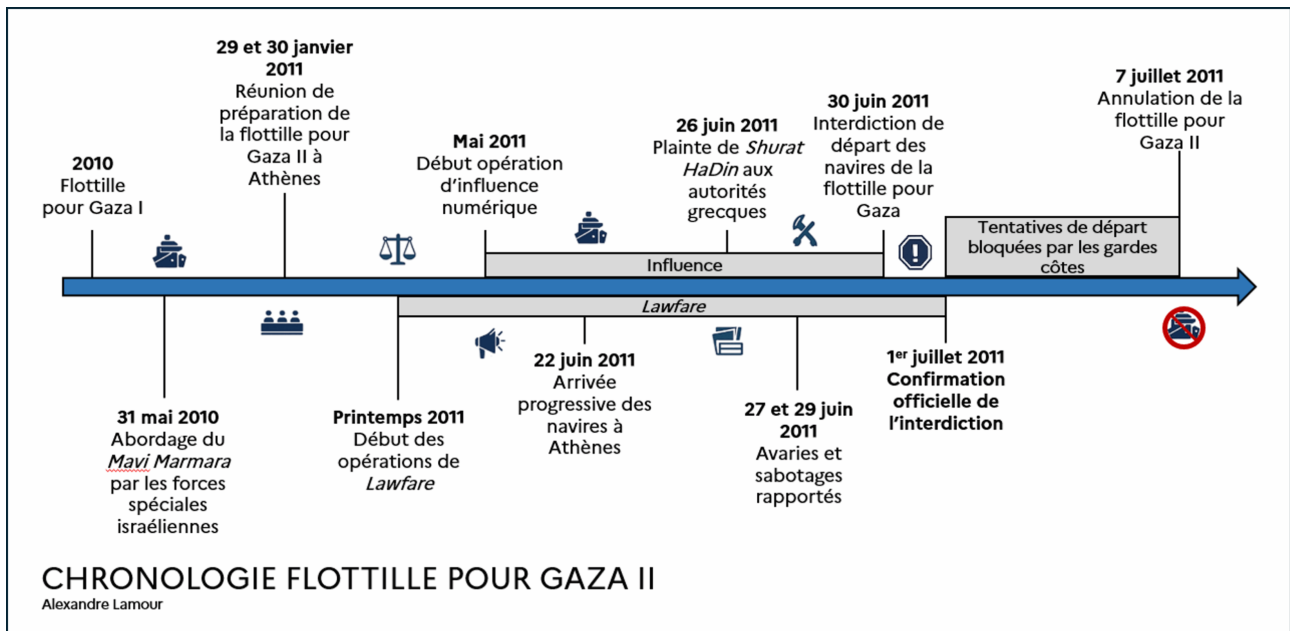 2010
Flottille
pour Gaza I
31 mai 2010
Abordage du
Mavi Marmara
par les forces
spéciales
israéliennes
29 et 30 janvier
2011
Réunion de
préparation de
la flottille pour
Gaza II à
Athènes
Printemps 2011
Début des
opérations de
Lawfare
Mai 2011
Début opération
d'influence
numérique
Influence
Lawfare
22 juin 2011
Arrivée
progressive des
navires à
Athènes
26 juin 2011
Plainte de Shurat
HaDin aux
autorités
grecques
27 et 29 juin
2011
Avaries et
sabotages
rapportés
30 juin 2011
Interdiction de
départ des
navires de la
flottille pour
Gaza
1er juillet 2011
Confirmation
officielle de
l'interdiction
Tentatives de départ
bloquées par les gardes
côtes
7 juillet 2011
Annulation de la
flottille pour
Gaza II
CHRONOLOGIE FLOTTILLE POUR GAZA II
Alexandre Lamour